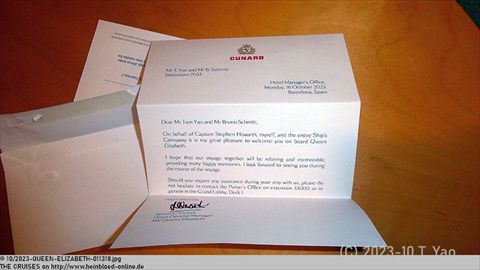 CUNARD
Mr T. Yao and Mr B. Schmitt
Stateroom 7033
Hotel Manager's Office,
Monday, 16 October 2023
Barcelona, Spain
Dear Mr Tien Yao and Mr Bruno Schmitt,
On behalf of Captain Stephen Howarth, myself, and the entire Ship's
Company it is my great pleasure to welcome you on board Queen
Elizabeth.
I hope that our voyage together will be relaxing and memorable,
providing many happy memories. I look forward to seeing you during
the course of the voyage.
Should you require any assistance during your stay with us, please do
not hesitate to contact the Purser's Office on extension 33000, or in
person in the Grand Lobby, Deck 1.
Hotel General Manager
MV Queen Elizabeth
(C) 2023-10 T. Yao
© 10/2023-QUEEN-ELIZABETH-011318.jpg
THE CRUISES on http://www.heinbloed-online.de